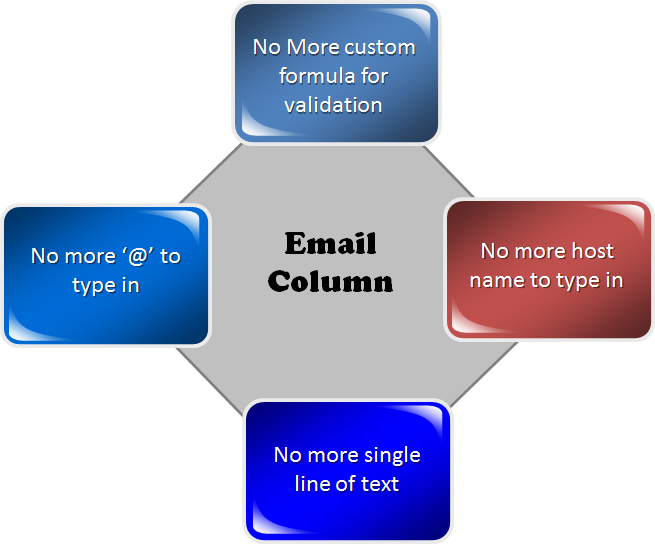 No More custom
formula for
validation
No more ‘@’ to
type in
Email
Column
No more host
name to type in
No more single
line of text